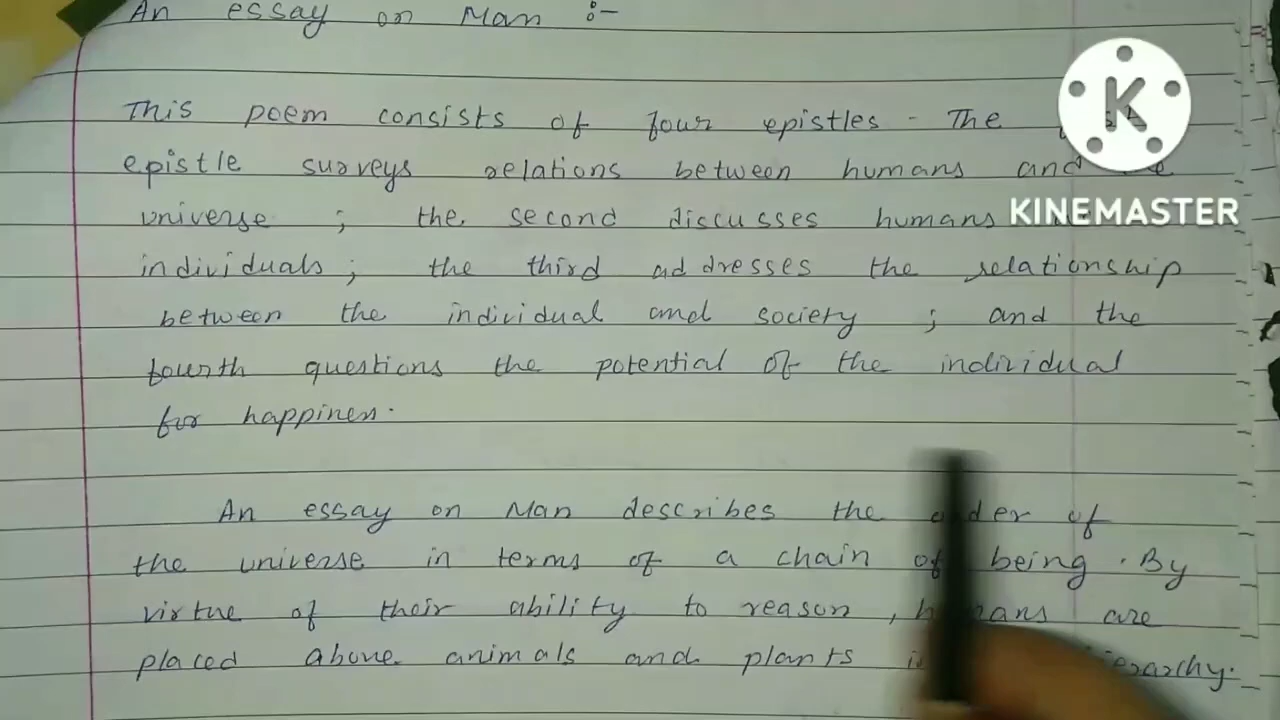 An essay on Man :-
This poem consists of four epistles - The
epistle surveys relations between humans and
universe ; the second discusses humans
individuals ; the third addresses the relationship
between the individual and society ; and the
fourth questions the potential of the individual
for happiness.
An essay on Man describes the order of
the universe in terms of a chain of being . By
virtue of their ability to reason , humans are
placed above animals and plants hierarchy.
KINEMASTER